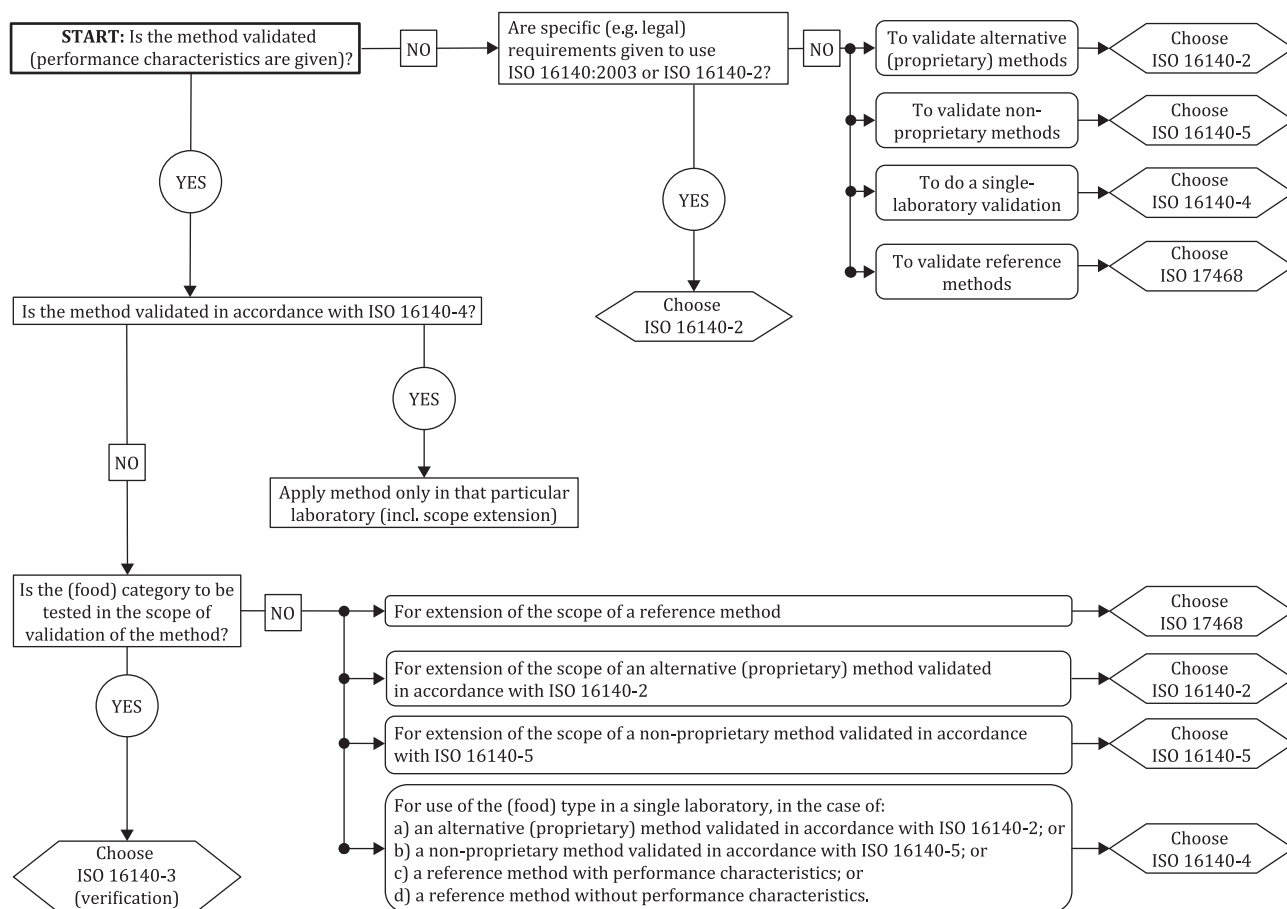 START: Is the method validated
(performance characteristics are given)?
NO
Are specific (e.g. legal)
requirements given to use
ISO 16140:2003 or ISO 16140-2?
NO
To validate alternative
(proprietary) methods
Choose
ISO 16140-2
To validate non-
proprietary methods
Choose
ISO 16140-5
To do a single-
laboratory validation
Choose
ISO 16140-4
To validate reference
methods
Choose
ISO 17468
YES
YES
Choose
ISO 16140-2
Is the method validated in accordance with ISO 16140-4?
YES
NO
Apply method only in that particular
laboratory (incl. scope extension)
Is the (food) category to be
tested in the scope of
validation of the method?
NO
For extension of the scope of a reference method
Choose
ISO 17468
For extension of the scope of an alternative (proprietary) method validated
in accordance with ISO 16140-2
Choose
ISO 16140-2
For extension of the scope of a non-proprietary method validated in accordance
with ISO 16140-5
Choose
ISO 16140-5
For use of the (food) type in a single laboratory, in the case of:
a) an alternative (proprietary) method validated in accordance with ISO 16140-2; or
b) a non-proprietary method validated in accordance with ISO 16140-5; or
c) a reference method with performance characteristics; or
d) a reference method without performance characteristics.
Choose
ISO 16140-4
YES
Choose
ISO 16140-3
(verification)